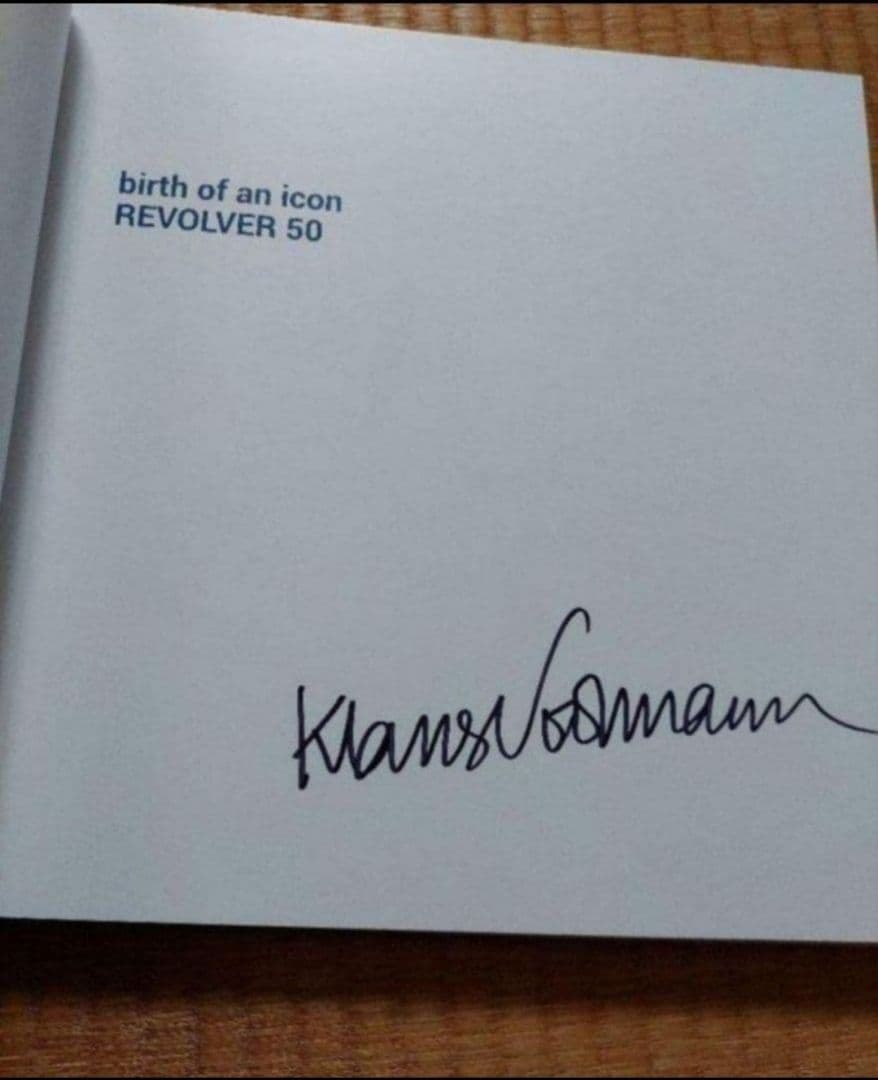 birth of an icon
REVOLVER 50
Klaus Voormann